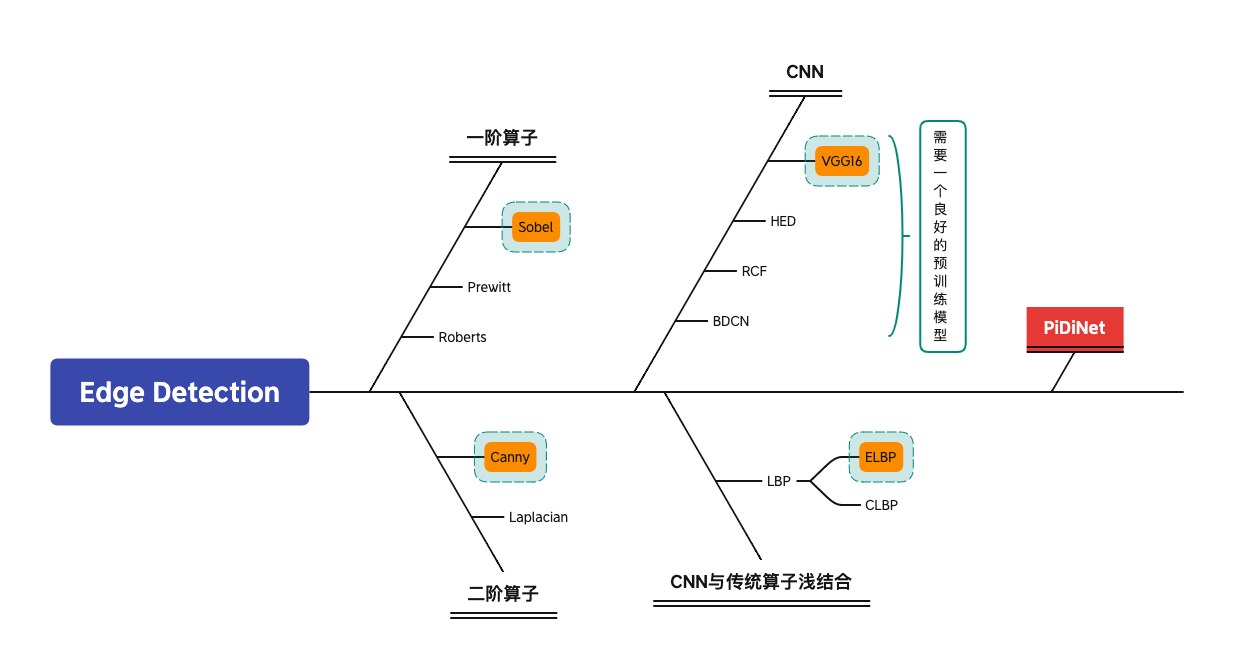 CNN
一阶算子
VGG16
HED
RCF
BDCN
需要一个良好的预训练模型
Sobel
Prewitt
Roberts
PiDiNet
Edge Detection
Canny
Laplacian
二阶算子
LBP
ELBP
CLBP
CNN与传统算子浅结合